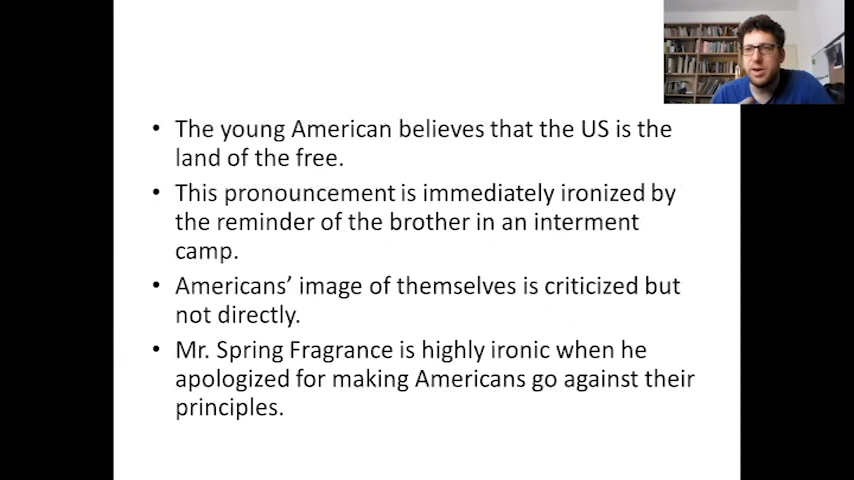 • The young American believes that the US is the
land of the free.
• This pronouncement is immediately ironized by
the reminder of the brother in an interment
camp.
• Americans’ image of themselves is criticized but
not directly.
• Mr. Spring Fragrance is highly ironic when he
apologized for making Americans go against their
principles.